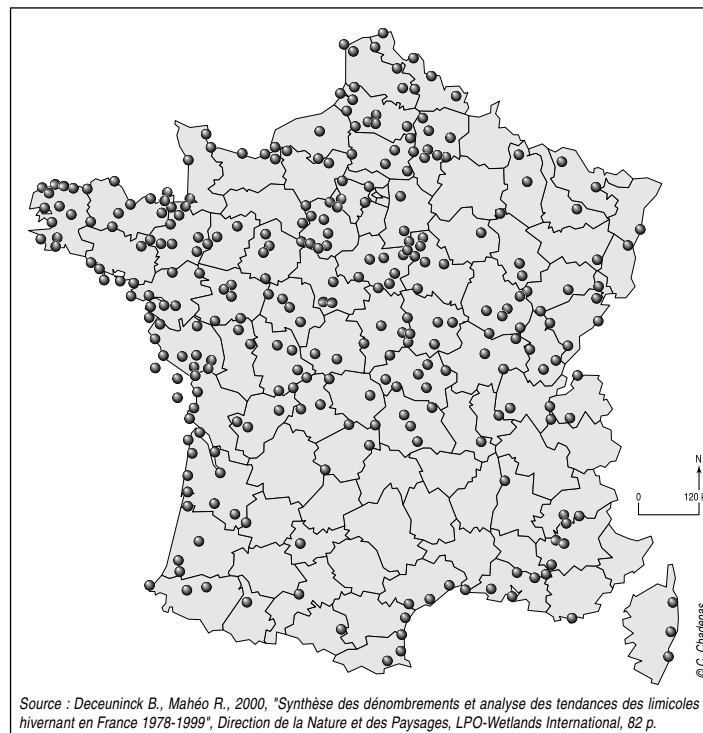 N
0 120
© C. Chadenas
Source : Deceuninck B., Mahéo R., 2000, "Synthèse des dénombrements et analyse des tendances des limicoles
hivernant en France 1978-1999", Direction de la Nature et des Paysages, LPO-Wetlands International, 82 p.